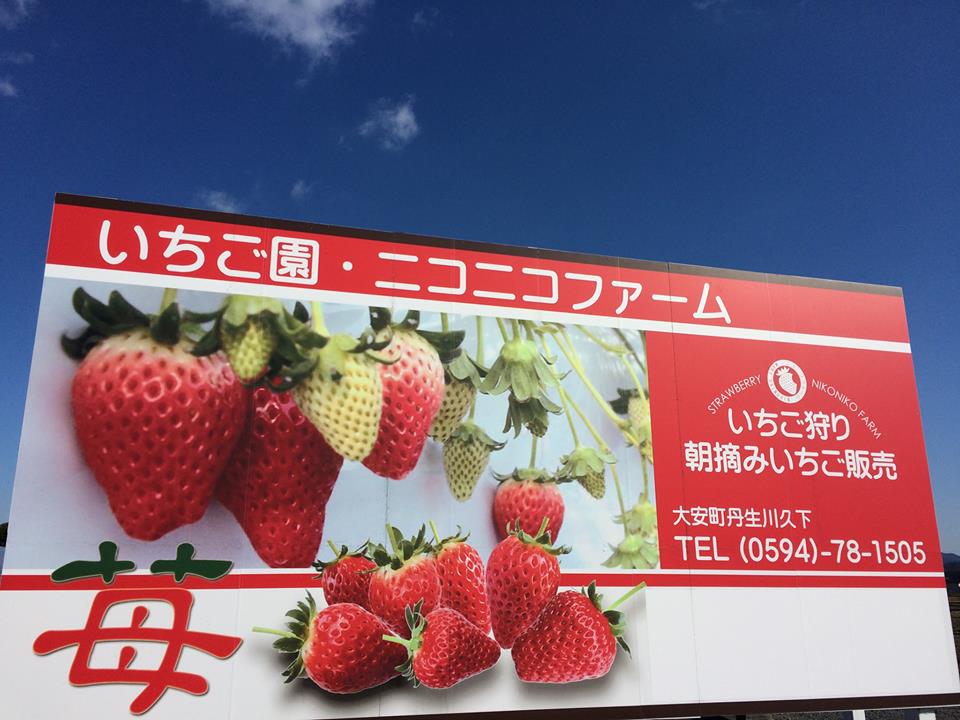 いちご園・ニコニコファーム
STRAWBERRY NIKONIKO FARM
いちご狩り
朝摘みいちご販売
大安町丹生川久下
TEL (0594)-78-1505
苺